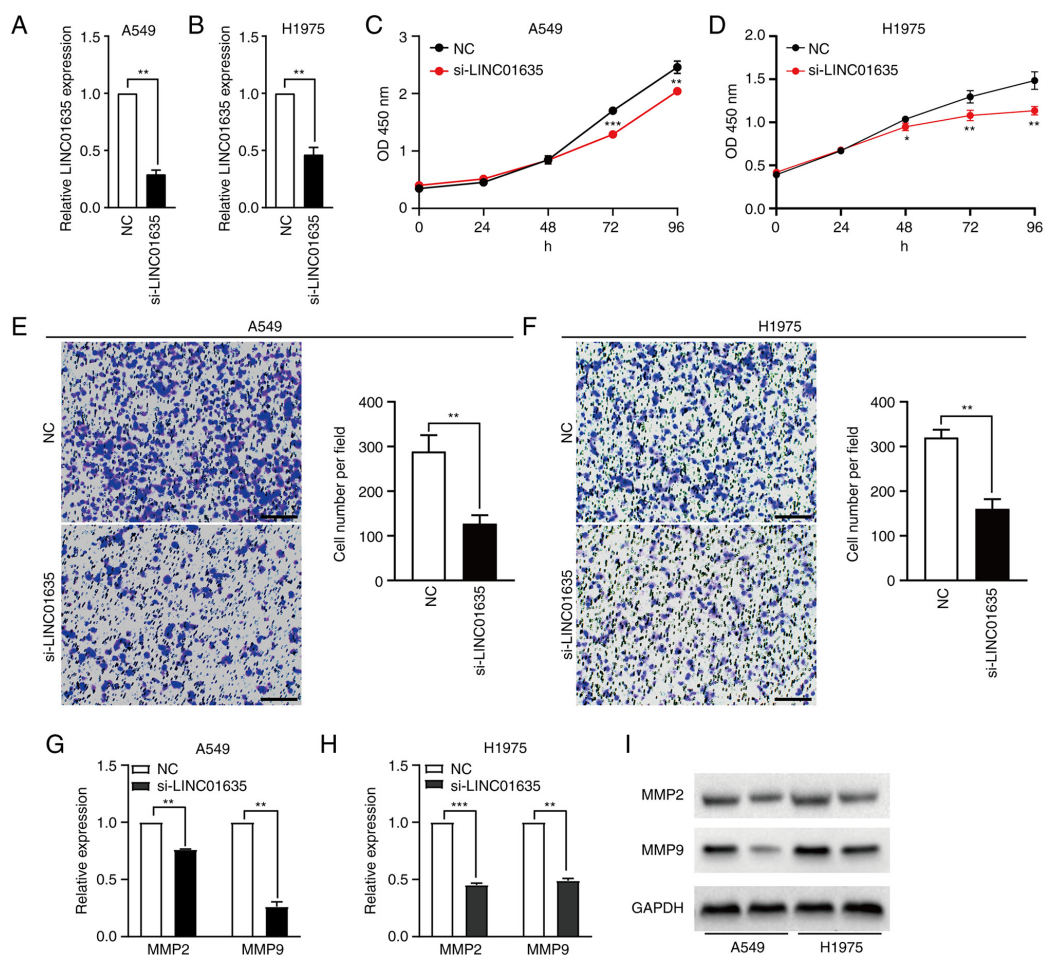 A
A549
Relative LINC01635 expression
1.5
1.0
0.5
0.0
**
NC
si-LINC01635
B
H1975
Relative LINC01635 expression
1.5
1.0
0.5
0.0
**
NC
si-LINC01635
C
A549
NC
si-LINC01635
OD 450 nm
3
2
1
0
***
**
0 24 48 72 96
h
D
H1975
NC
si-LINC01635
OD 450 nm
2.0
1.5
1.0
0.5
0.0
*
**
**
0 24 48 72 96
h
E
A549
NC
si-LINC01635
Cell number per field
400
300
200
100
0
**
NC
si-LINC01635
F
H1975
NC
si-LINC01635
Cell number per field
400
300
200
100
0
**
NC
si-LINC01635
G
A549
NC
si-LINC01635
Relative expression
1.5
1.0
0.5
0.0
**
**
MMP2 MMP9
H
H1975
NC
si-LINC01635
Relative expression
1.5
1.0
0.5
0.0
***
**
MMP2 MMP9
I
MMP2
MMP9
GAPDH
A549 H1975